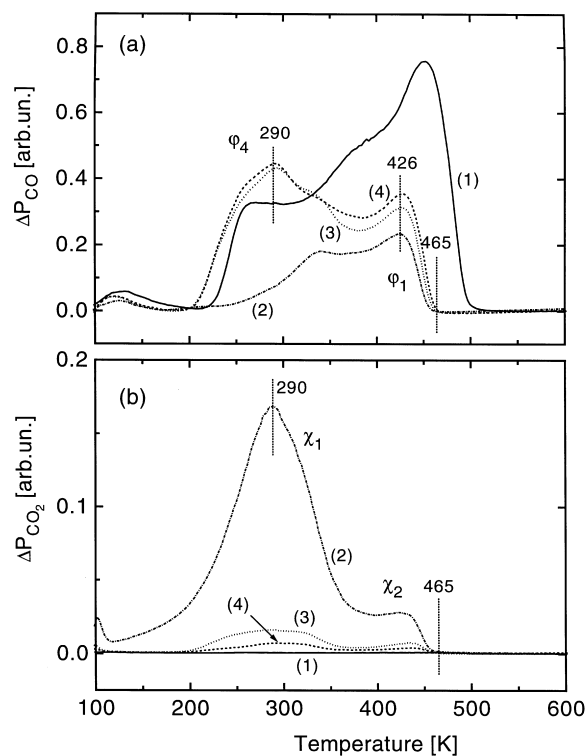 (a)
ΔP_CO [arb.un.]
0.8
0.6
0.4
0.2
0.0
φ₄
290
426
(4)
(1)
(3)
465
(2)
φ₁
(b)
ΔP_CO₂ [arb.un.]
0.2
0.1
0.0
290
χ₁
(2)
χ₂
465
(4)
(3)
(1)
100 200 300 400 500 600
Temperature [K]